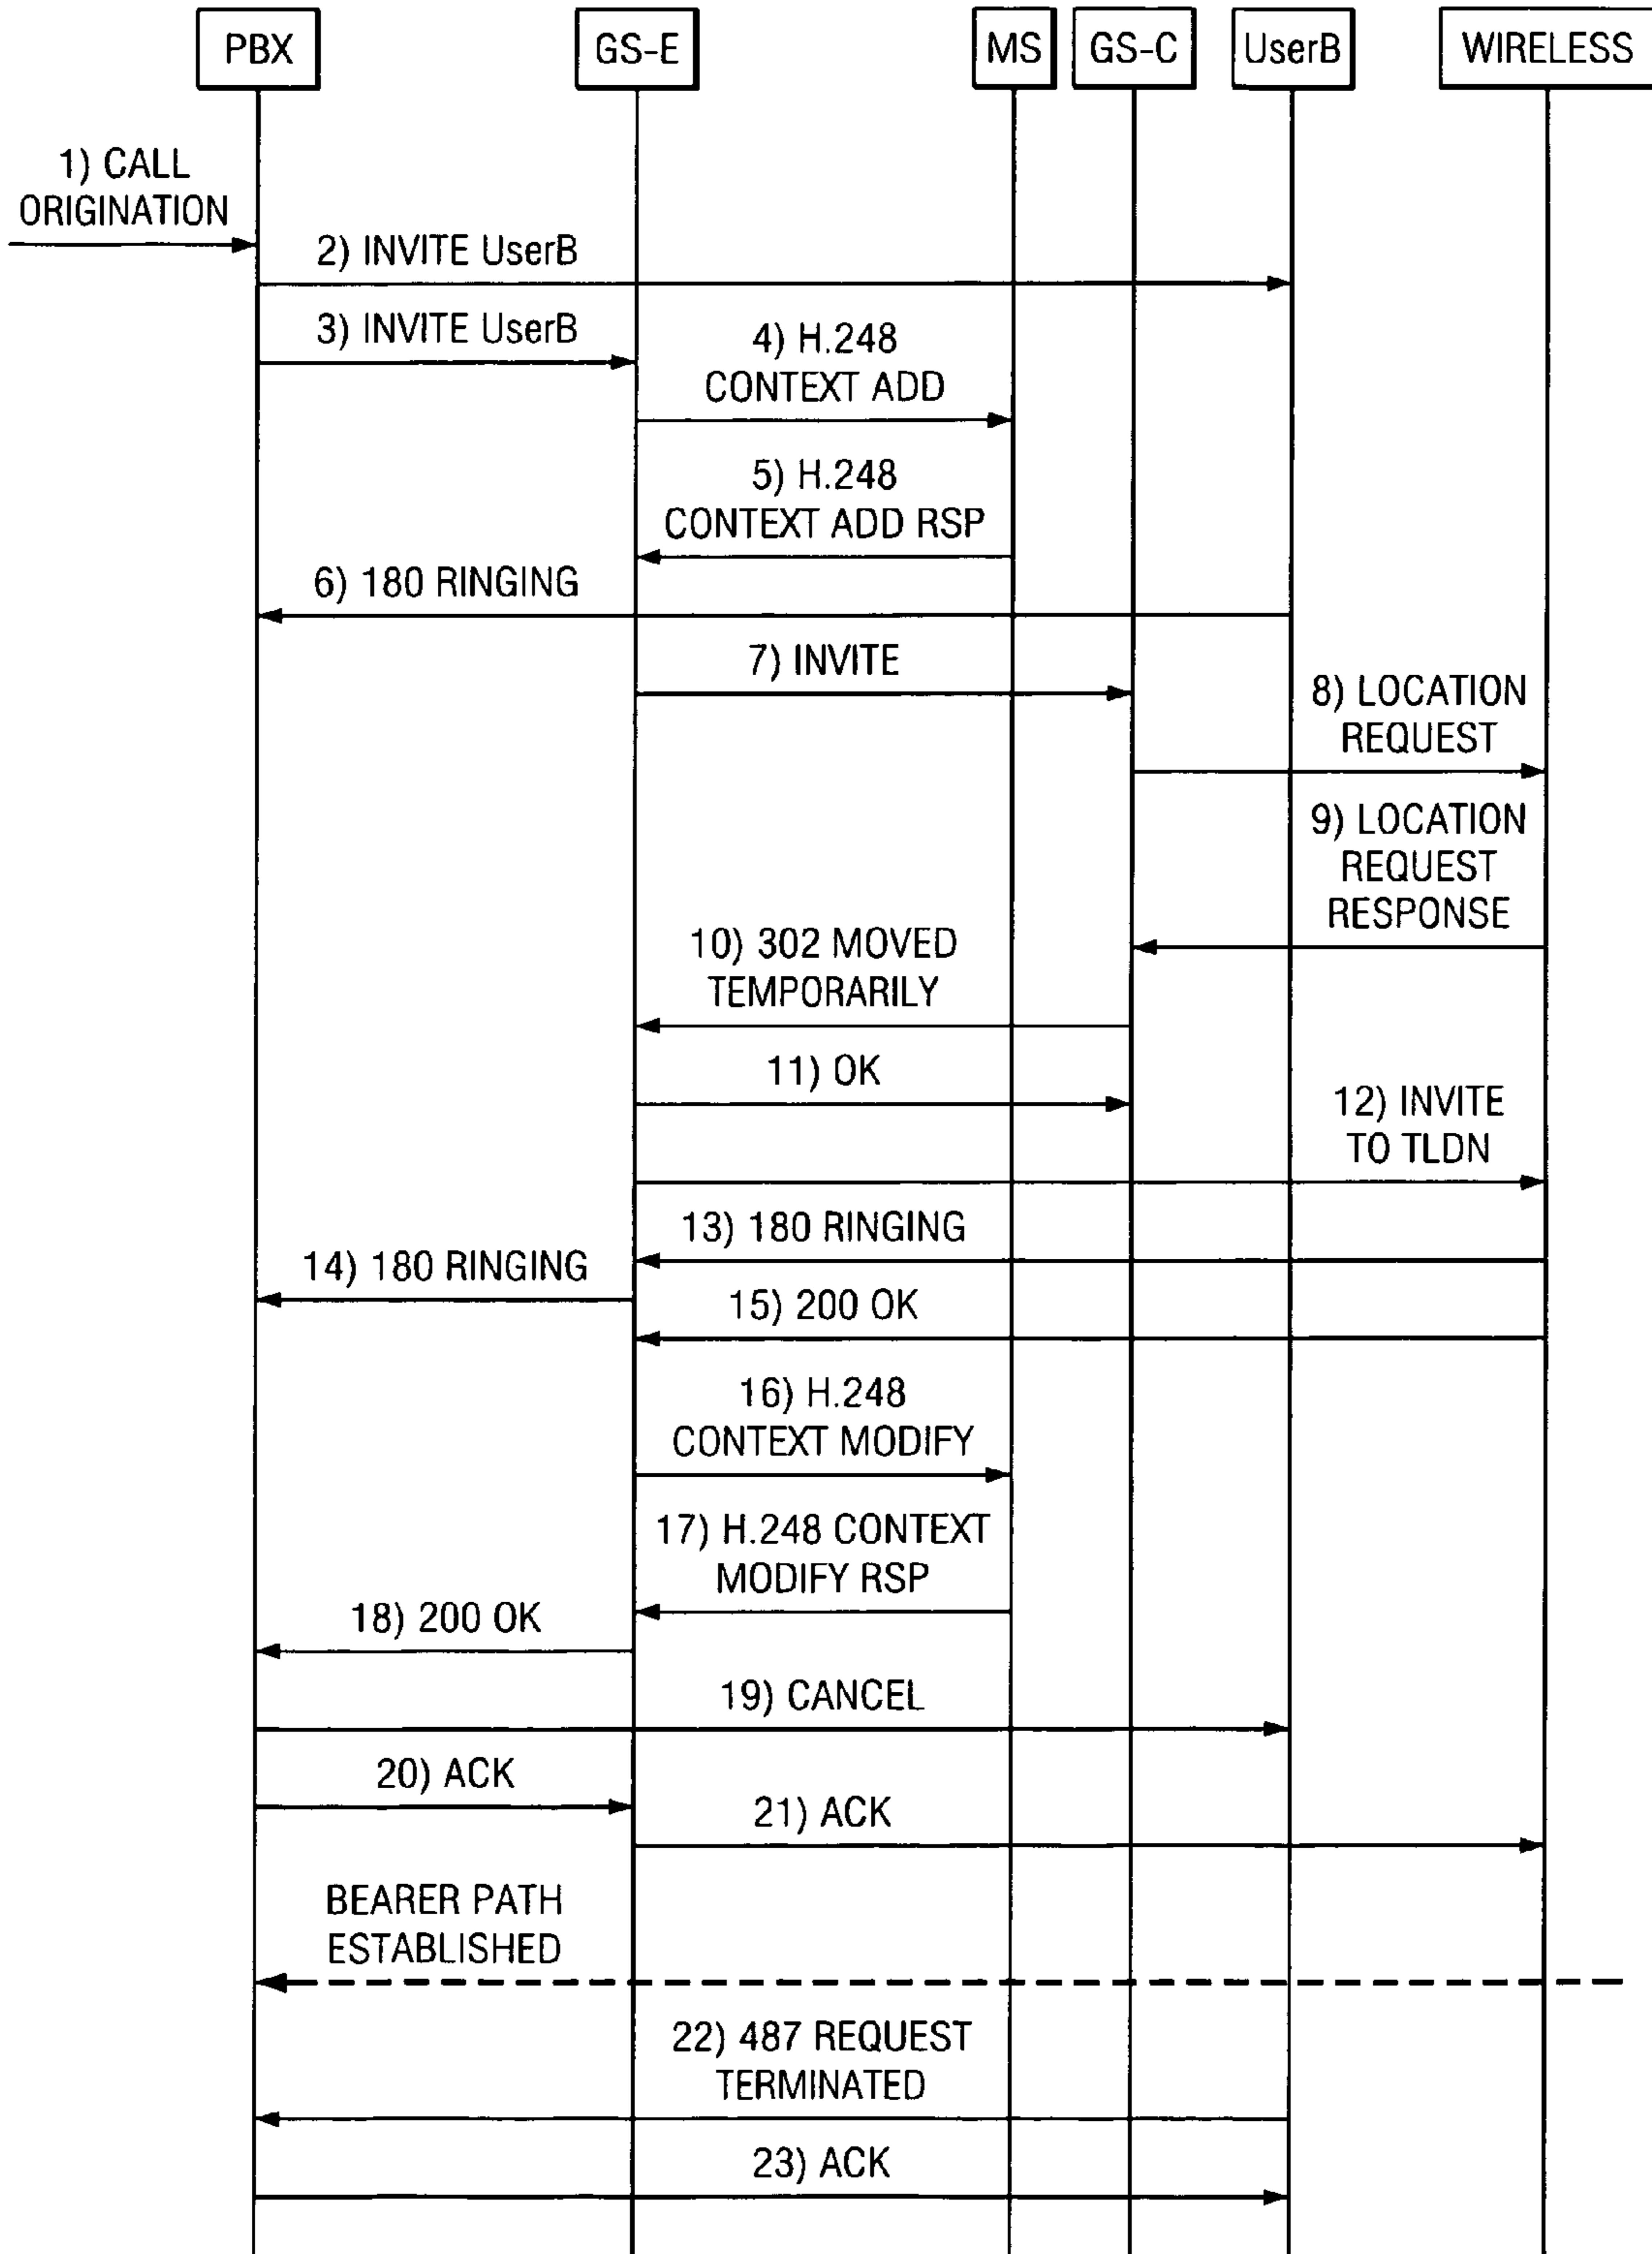 PBX
GS-E
MS
GS-C
UserB
WIRELESS
1) CALL
ORIGINATION
2) INVITE UserB
3) INVITE UserB
4) H.248
CONTEXT ADD
5) H.248
CONTEXT ADD RSP
6) 180 RINGING
7) INVITE
8) LOCATION
REQUEST
9) LOCATION
REQUEST
RESPONSE
10) 302 MOVED
TEMPORARILY
11) OK
12) INVITE
TO TLDN
13) 180 RINGING
14) 180 RINGING
15) 200 OK
16) H.248
CONTEXT MODIFY
17) H.248 CONTEXT
MODIFY RSP
18) 200 OK
19) CANCEL
20) ACK
21) ACK
BEARER PATH
ESTABLISHED
22) 487 REQUEST
TERMINATED
23) ACK